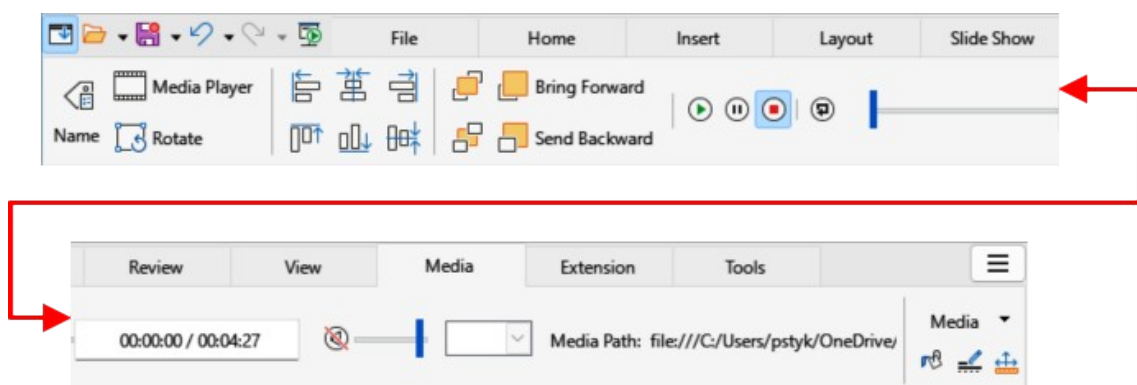 File Home Insert Layout Slide Show
Media Player Bring Forward
Name Rotate Send Backward
Review View Media Extension Tools
00:00:00 / 00:04:27 Media Path: file:///C:/Users/pstyk/OneDrive/ Media